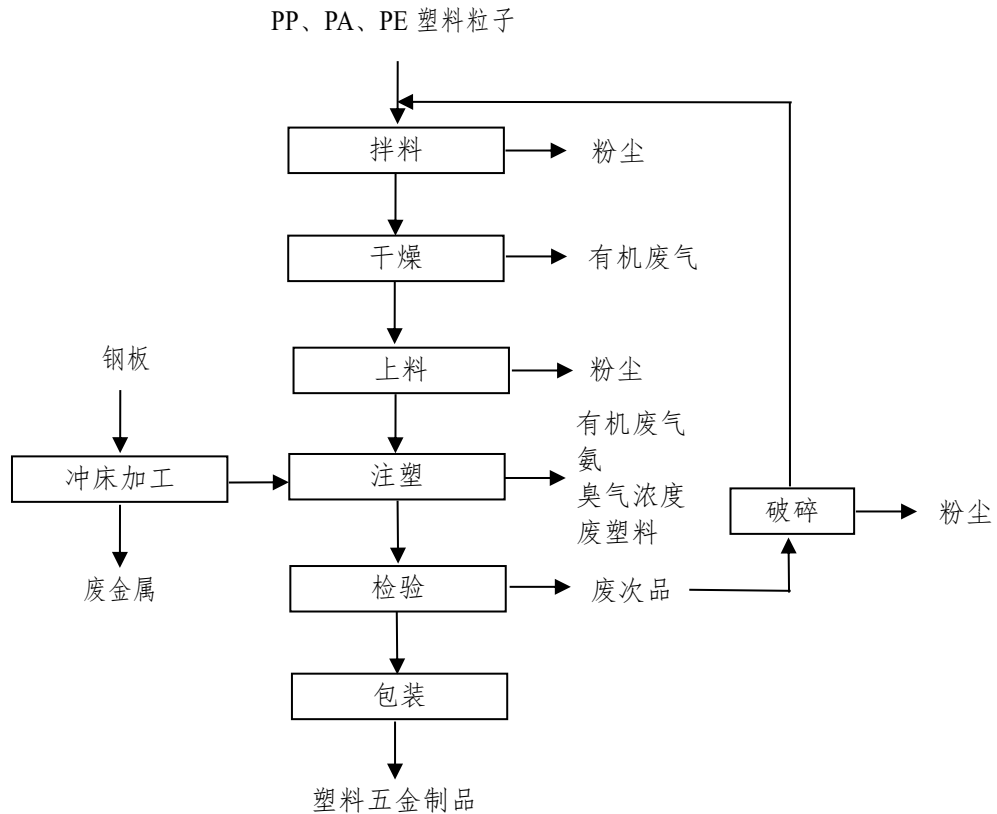 PP、PA、PE 塑料粒子
拌料
粉尘
干燥
有机废气
钢板
上料
粉尘
有机废气
氨
臭气浓度
废塑料
冲床加工
注塑
破碎
粉尘
废金属
检验
废次品
包装
塑料五金制品